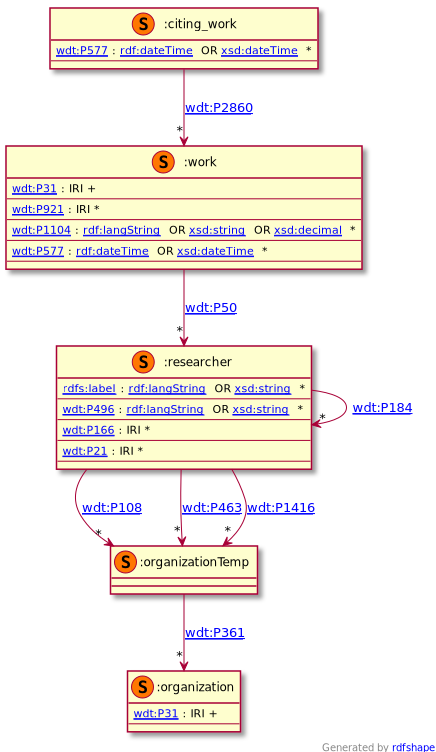 S :citing_work
wdt:P577 : rdf:dateTime OR xsd:dateTime *
wdt:P2860
*
S :work
wdt:P31 : IRI +
wdt:P921 : IRI *
wdt:P1104 : rdf:langString OR xsd:string OR xsd:decimal *
wdt:P577 : rdf:dateTime OR xsd:dateTime *
wdt:P50
*
S :researcher
rdfs:label : rdf:langString OR xsd:string *
wdt:P496 : rdf:langString OR xsd:string *
wdt:P166 : IRI *
wdt:P21 : IRI *
wdt:P184
*
wdt:P108 wdt:P463 wdt:P1416
* * *
S :organizationTemp
wdt:P361
*
S :organization
wdt:P31 : IRI +
Generated by rdfshape